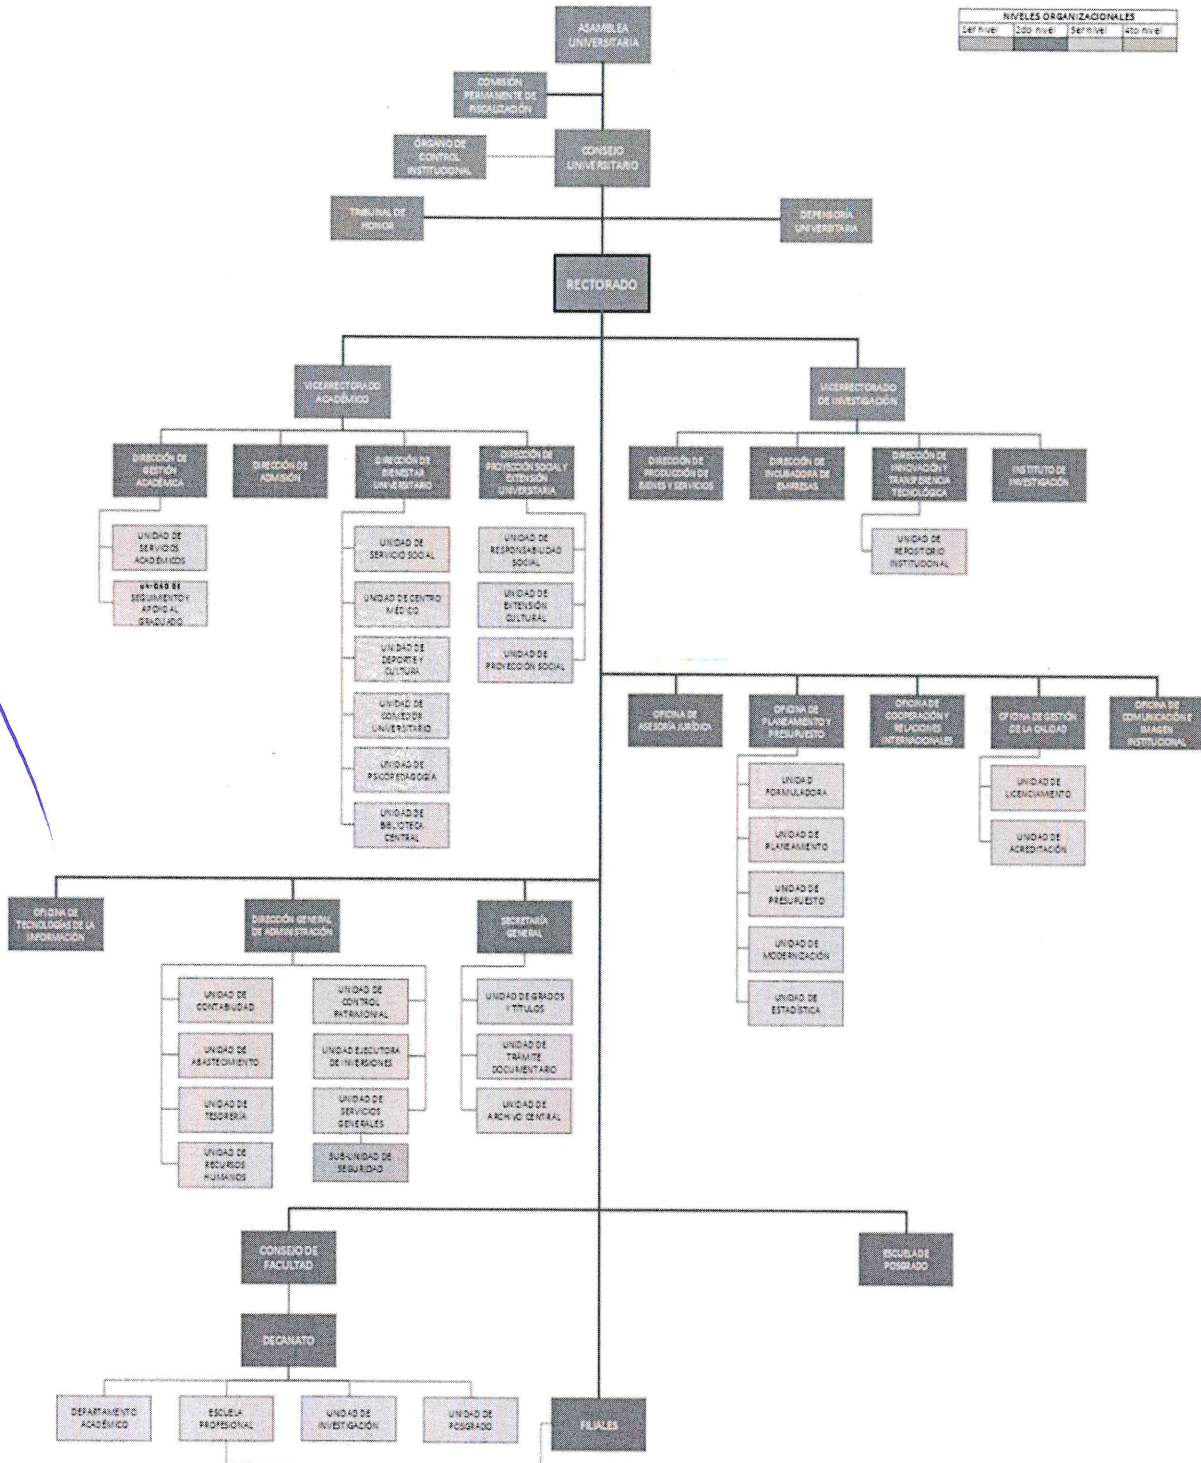 NIVELES ORGANIZACIONALES
1er nivel 2do nivel 3er nivel 4to nivel
ASAMBLEA
UNIVERSITARIA
COMISIÓN
PERMANENTE DE
FISCALIZACIÓN
ÓRGANO DE
CONTROL
INSTITUCIONAL
CONSEJO
UNIVERSITARIO
TRIBUNAL DE
HONOR
DEFENSORIA
UNIVERSITARIA
RECTORADO
VICERRECTORADO
ACADÉMICO
VICERRECTORADO
DE INVESTIGACIÓN
DIRECCIÓN DE
GESTIÓN
ACADÉMICA
DIRECCIÓN DE
ADMISIÓN
DIRECCIÓN DE
BIENESTAR
UNIVERSITARIO
DIRECCIÓN DE
PROYECCIÓN SOCIAL Y
EXTENSIÓN
UNIVERSITARIA
DIRECCIÓN DE
PRODUCCIÓN DE
BIENES Y SERVICIOS
DIRECCIÓN DE
INCUBADORA DE
EMPRESAS
DIRECCIÓN DE
INNOVACIÓN Y
TRANSFERENCIA
TECNOLÓGICA
INSTITUTO DE
INVESTIGACIÓN
UNIDAD DE
SERVICIOS
ACADÉMICOS
UNIDAD DE
SEGUIMIENTO Y
APOYO AL
GRADUADO
UNIDAD DE
SERVICIO SOCIAL
UNIDAD DE CENTRO
MÉDICO
UNIDAD DE
DEPORTE Y
CULTURA
UNIDAD DE
COMEDOR
UNIVERSITARIO
UNIDAD DE
PSICOPEDAGOGÍA
UNIDAD DE
BIBLIOTECA
CENTRAL
UNIDAD DE
RESPONSABILIDAD
SOCIAL
UNIDAD DE
EXTENSIÓN
CULTURAL
UNIDAD DE
PROYECCIÓN SOCIAL
UNIDAD DE
REPOSITORIO
INSTITUCIONAL
OFICINA DE
ASESORÍA JURÍDICA
OFICINA DE
PLANEAMIENTO Y
PRESUPUESTO
OFICINA DE
COOPERACIÓN Y
RELACIONES
INTERNACIONALES
OFICINA DE GESTIÓN
DE LA CALIDAD
OFICINA DE
COMUNICACIÓN E
IMAGEN
INSTITUCIONAL
UNIDAD
FORMULADORA
UNIDAD DE
PLANEAMIENTO
UNIDAD DE
PRESUPUESTO
UNIDAD DE
MODERNIZACIÓN
UNIDAD DE
ESTADÍSTICA
UNIDAD DE
LICENCIAMIENTO
UNIDAD DE
ACREDITACIÓN
OFICINA DE
TECNOLOGÍAS DE LA
INFORMACIÓN
DIRECCIÓN GENERAL
DE ADMINISTRACIÓN
SECRETARÍA
GENERAL
UNIDAD DE
CONTABILIDAD
UNIDAD DE
ABASTECIMIENTO
UNIDAD DE
TESORERÍA
UNIDAD DE
RECURSOS
HUMANOS
UNIDAD DE
CONTROL
PATRIMONIAL
UNIDAD EJECUTORA
DE INVERSIONES
UNIDAD DE
SERVICIOS
GENERALES
SUB-UNIDAD DE
SEGURIDAD
UNIDAD DE GRADOS
Y TÍTULOS
UNIDAD DE
TRÁMITE
DOCUMENTARIO
UNIDAD DE
ARCHIVO CENTRAL
CONSEJO DE
FACULTAD
ESCUELA DE
POSGRADO
DECANATO
DEPARTAMENTO
ACADÉMICO
ESCUELA
PROFESIONAL
UNIDAD DE
INVESTIGACIÓN
UNIDAD DE
POSGRADO
FILIALES